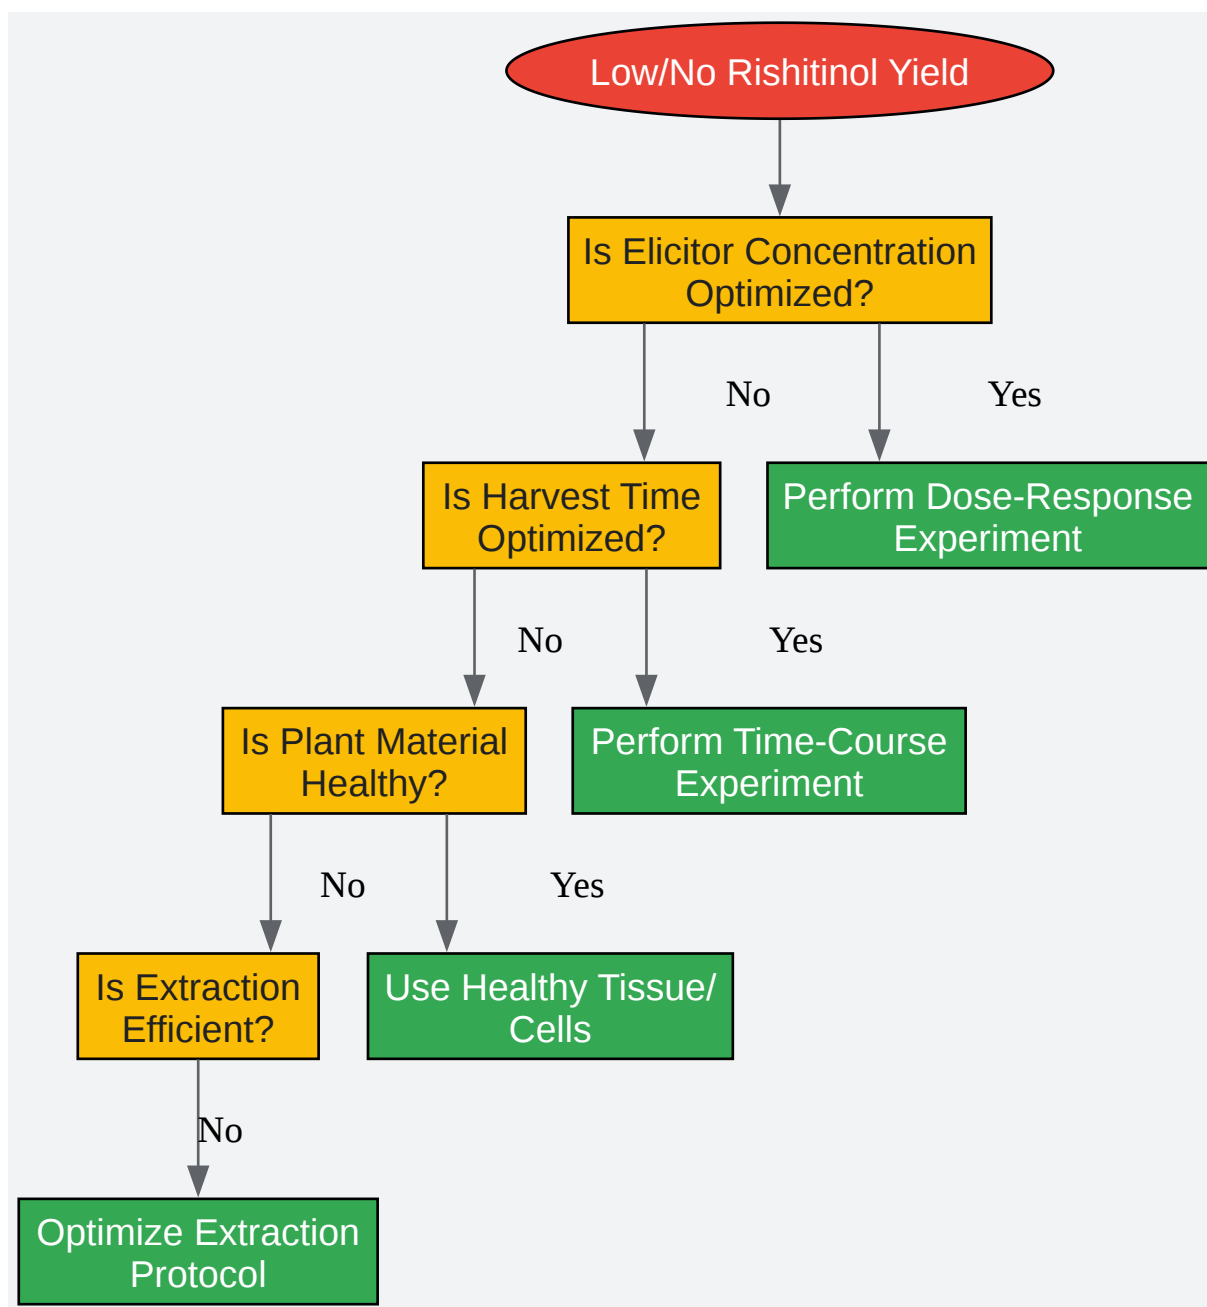 Low/No Rishitinol Yield
Is Elicitor Concentration
Optimized?
No
Yes
Is Harvest Time
Optimized?
Perform Dose-Response
Experiment
No
Yes
Is Plant Material
Healthy?
Perform Time-Course
Experiment
No
Yes
Is Extraction
Efficient?
Use Healthy Tissue/
Cells
No
Optimize Extraction
Protocol